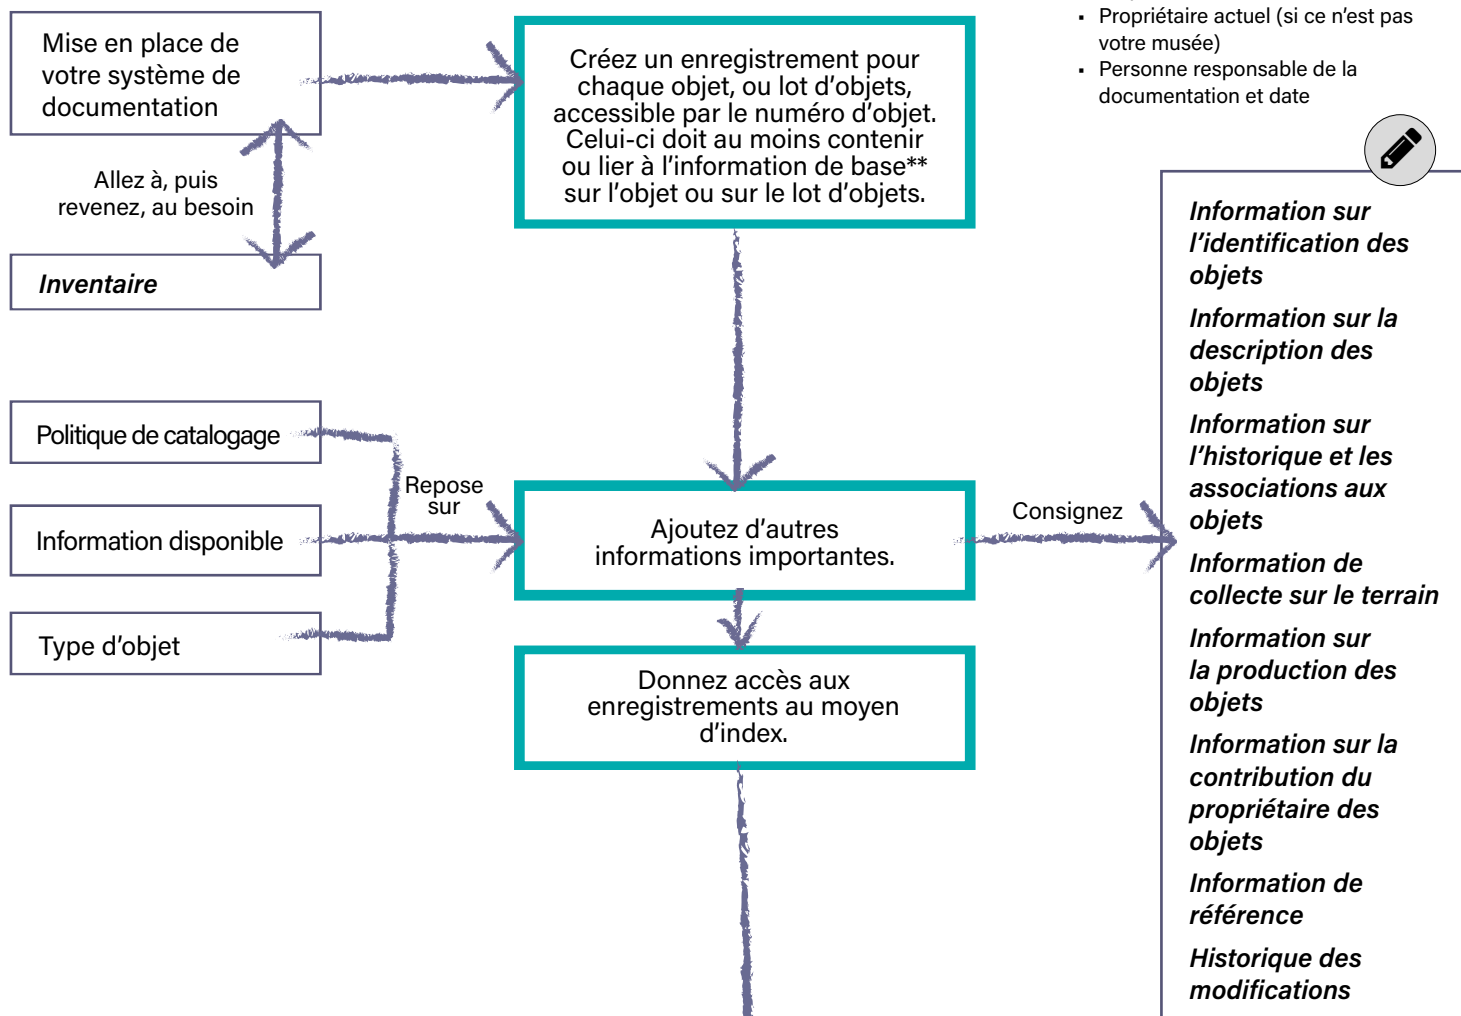 ▪ Propriétaire actuel (si ce n'est pas
votre musée)
▪ Personne responsable de la
documentation et date
Mise en place de
votre système de
documentation
Créez un enregistrement pour
chaque objet, ou lot d'objets,
accessible par le numéro d'objet.
Celui-ci doit au moins contenir
ou lier à l'information de base**
sur l'objet ou sur le lot d'objets.
Allez à, puis
revenez, au besoin
Inventaire
Politique de catalogage
Information disponible
Type d'objet
Repose
sur
Ajoutez d'autres
informations importantes.
Consignez
Donnez accès aux
enregistrements au moyen
d'index.
Information sur
l'identification des
objets
Information sur la
description des
objets
Information sur
l'historique et les
associations aux
objets
Information de
collecte sur le terrain
Information sur
la production des
objets
Information sur la
contribution du
propriétaire des
objets
Information de
référence
Historique des
modifications